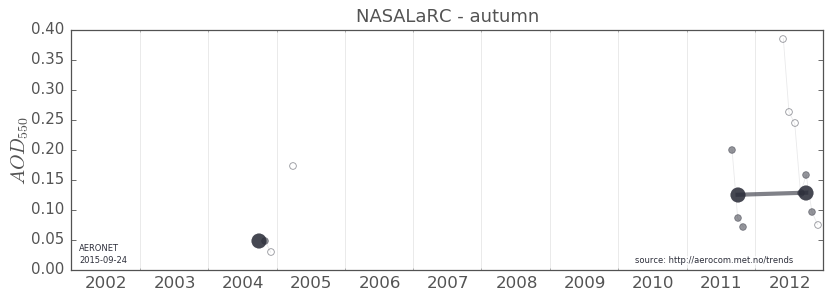 NASALaRC - autumn
0.40
0.35
0.30
0.25
0.20
0.15
0.10
0.05
0.00
AOD550
AERONET
2015-09-24
source: http://aerocom.met.no/trends
2002 2003 2004 2005 2006 2007 2008 2009 2010 2011 2012